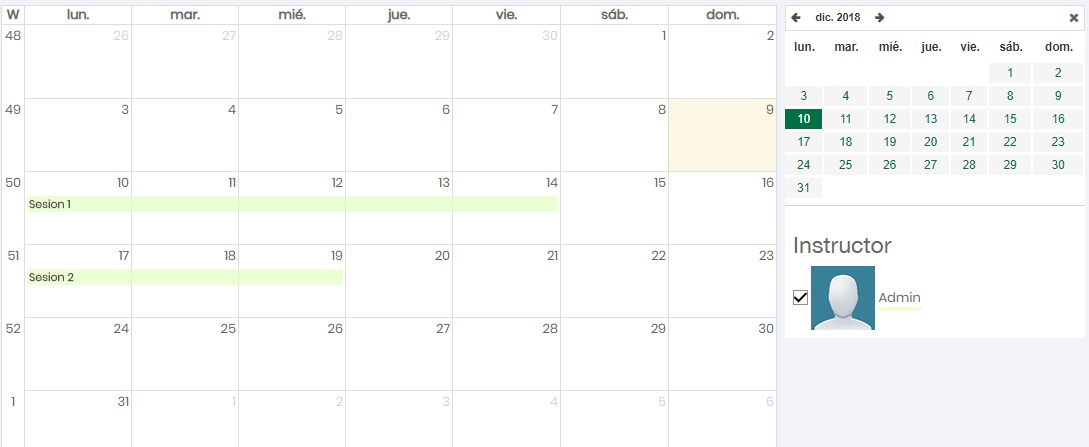 W lun. mar. mié. jue. vie. sáb. dom.
48 26 27 28 29 30 1 2
49 3 4 5 6 7 8 9
50 10 11 12 13 14 15 16
Sesion 1
51 17 18 19 20 21 22 23
Sesion 2
52 24 25 26 27 28 29 30
1 31 1 2 3 4 5 6
dic. 2018
lun. mar. mié. jue. vie. sáb. dom.
1 2
3 4 5 6 7 8 9
10 11 12 13 14 15 16
17 18 19 20 21 22 23
24 25 26 27 28 29 30
31
Instructor
Admin